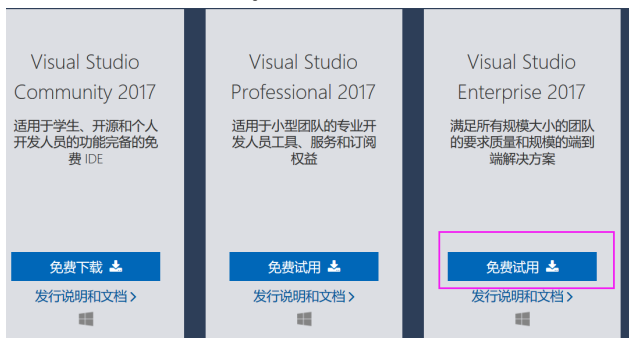 Visual Studio
Community 2017
适用于学生、开源和个人
开发人员的功能完备的免
费 IDE
免费下载
发行说明和文档
Visual Studio
Professional 2017
适用于小型团队的专业开
发人员工具、服务和订阅
权益
免费试用
发行说明和文档
Visual Studio
Enterprise 2017
满足所有规模大小的团队
的要求质量和规模的端到
端解决方案
免费试用
发行说明和文档